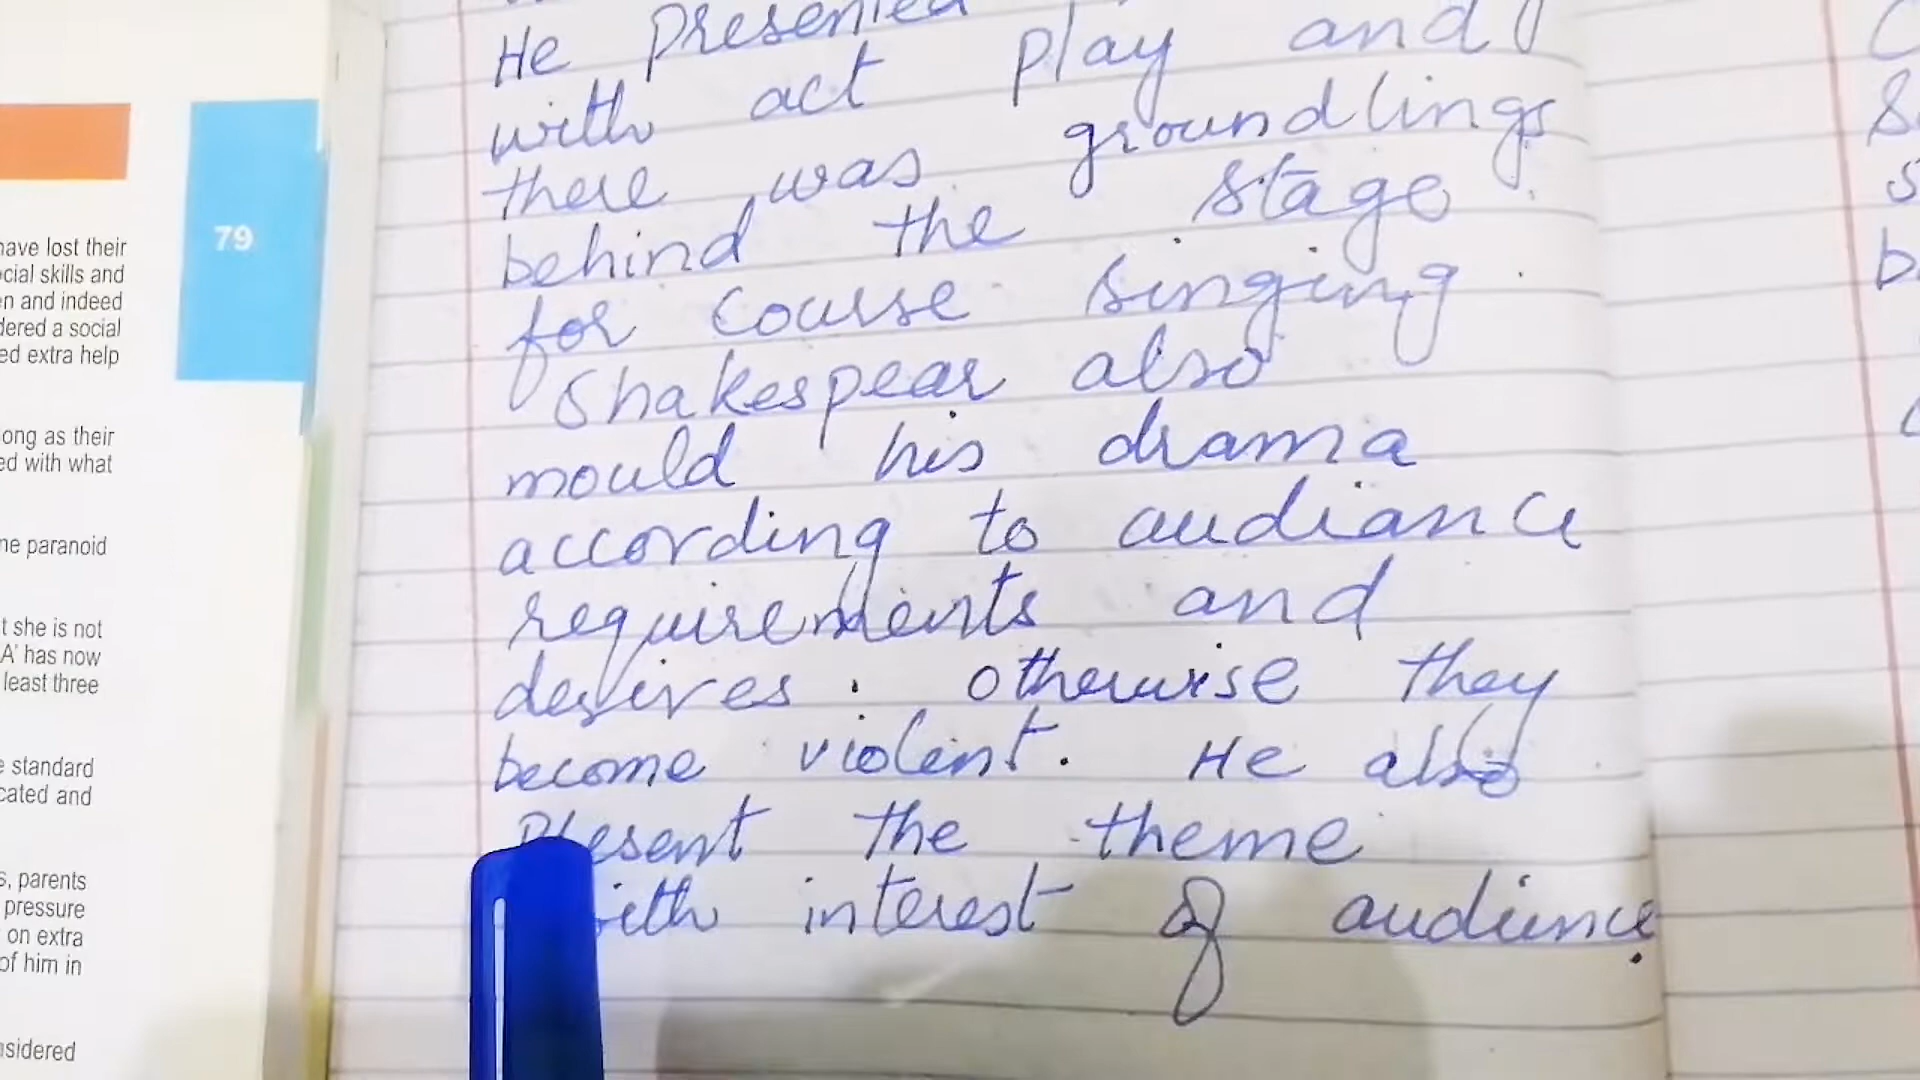 He presented
with act play and
there was groundlings
behind the stage
for course singing
Shakespear also
mould his drama
according to audiance
requirements and
desires. otherwise they
become violent. He also
Present the theme
with interest of audience.
79
have lost their
social skills and
en and indeed
dered a social
ed extra help
ong as their
ed with what
ne paranoid
t she is not
A' has now
least three
e standard
cated and
s, parents
pressure
on extra
of him in
nsidered